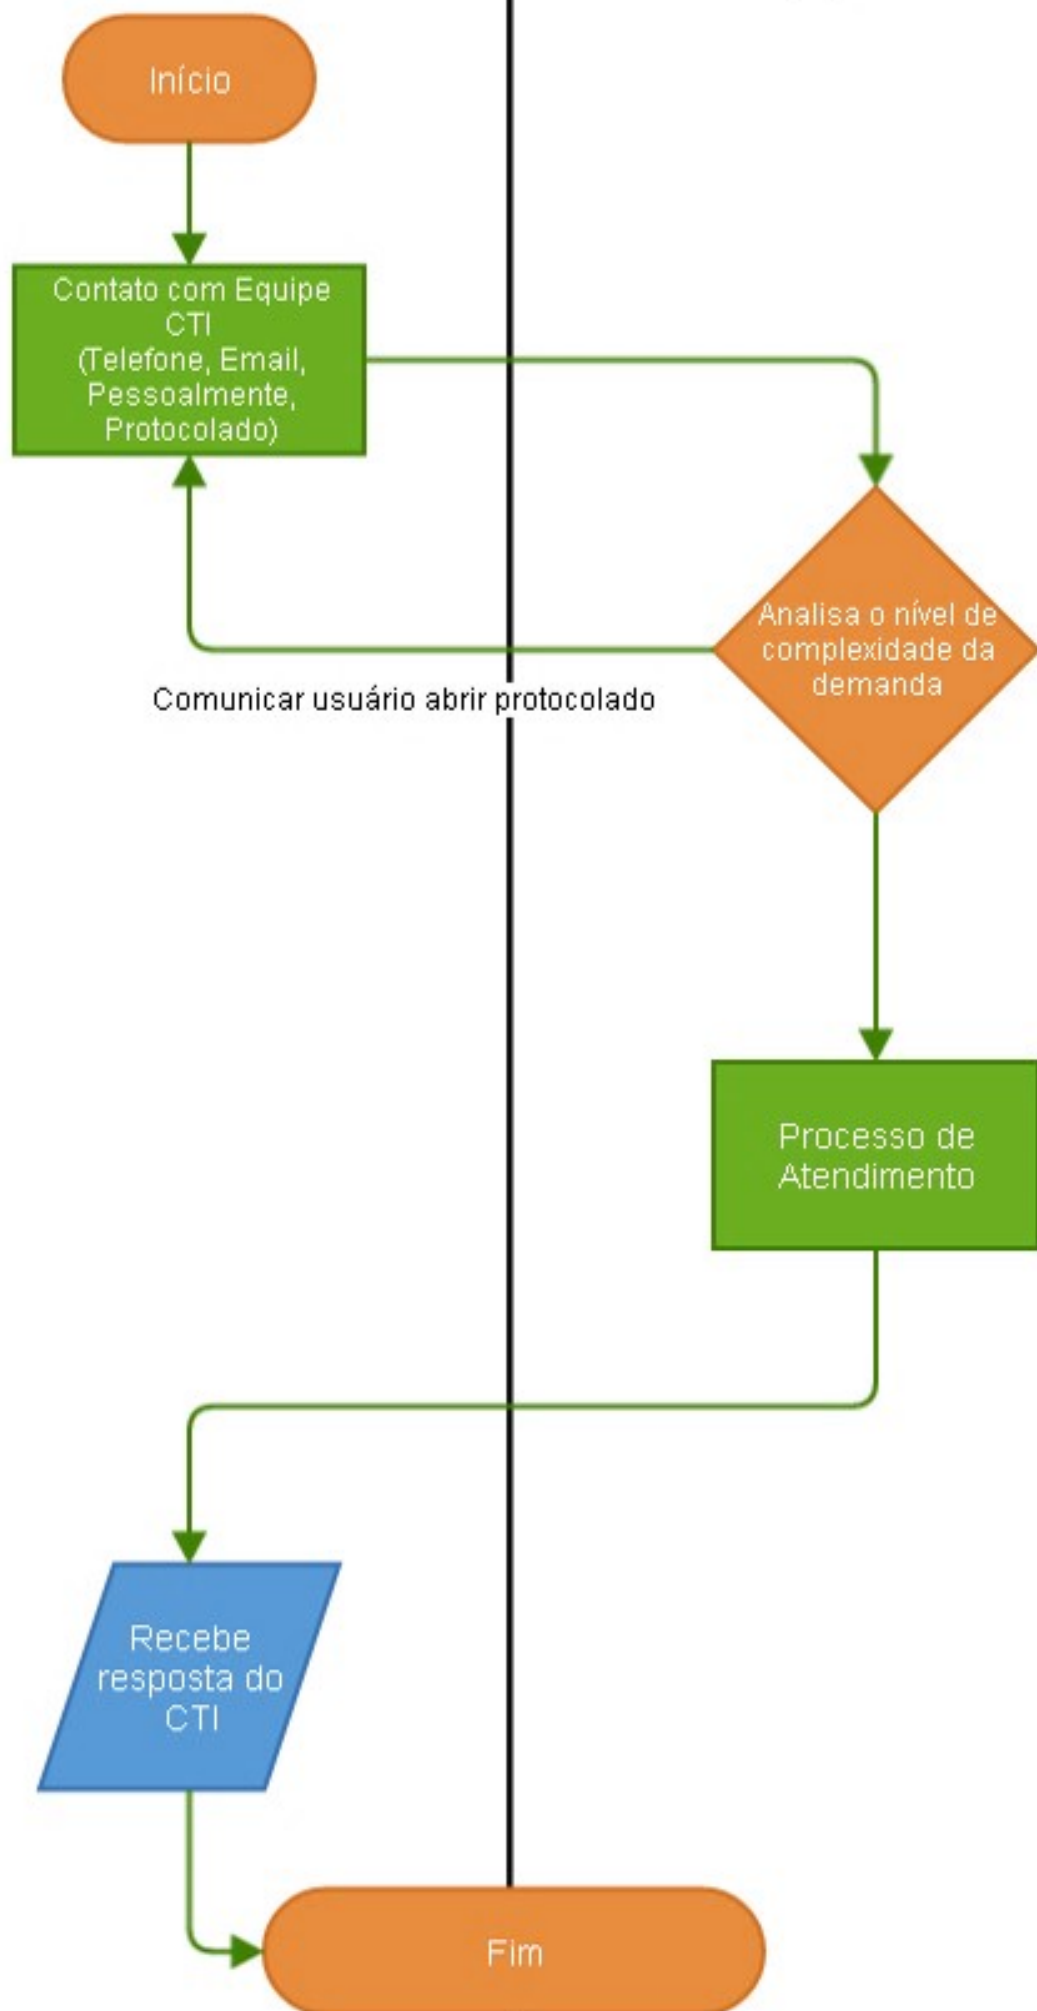 Início
Contato com Equipe
CTI
(Telefone, Email,
Pessoalmente,
Protocolado)
Analisa o nível de
complexidade da
demanda
Comunicar usuário abrir protocolado
Processo de
Atendimento
Recebe
resposta do
CTI
Fim